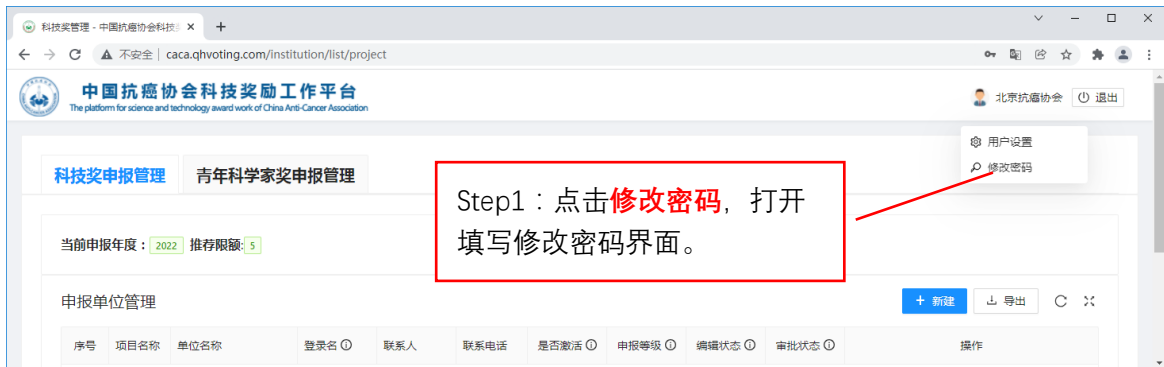 科技奖管理 - 中国抗癌协会科技
不安全 | caca.qhvoting.com/institution/list/project
中国抗癌协会科技奖励工作平台
The platform for science and technology award work of China Anti-Cancer Association
北京抗癌协会 退出
用户设置
修改密码
科技奖申报管理 青年科学家奖申报管理
Step1：点击修改密码，打开
填写修改密码界面。
当前申报年度： 2022 推荐限额: 5
申报单位管理
+ 新建 导出
序号 项目名称 单位名称 登录名 联系人 联系电话 是否激活 申报等级 编辑状态 审批状态 操作